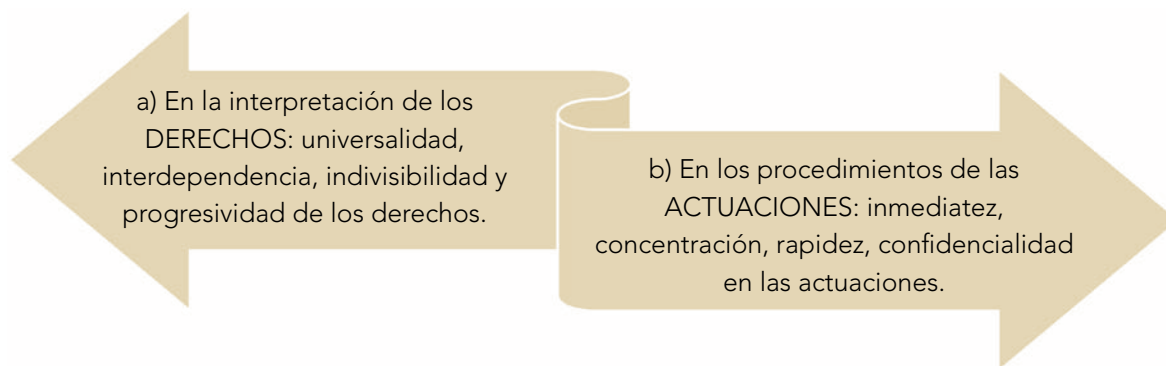 a) En la interpretación de los
DERECHOS: universalidad,
interdependencia, indivisibilidad y
progresividad de los derechos.
b) En los procedimientos de las
ACTUACIONES: inmediatez,
concentración, rapidez, confidencialidad
en las actuaciones.